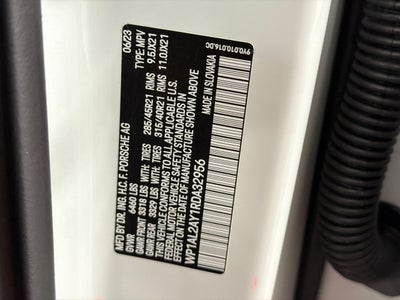 MFD BY DR. ING. H.C. F. PORSCHE AG 06/23
GVWR 6460 LBS TYPE: MPV
GAWR FRONT 3318 LBS WITH TIRES 285/45R21 RIMS 9.5JX21
GAWR REAR LBS WITH TIRES 315/40R21 RIMS 11.0JX21
THIS VEHICLE CONFORMS TO ALL APPLICABLE U.S.
FEDERAL MOTOR VEHICLE SAFETY STANDARDS IN
EFFECT ON THE DATE OF MANUFACTURE SHOWN ABOVE
WP1AL2AY1RDA32956
MADE IN SLOVAKIA
9Y0.010.016.DC